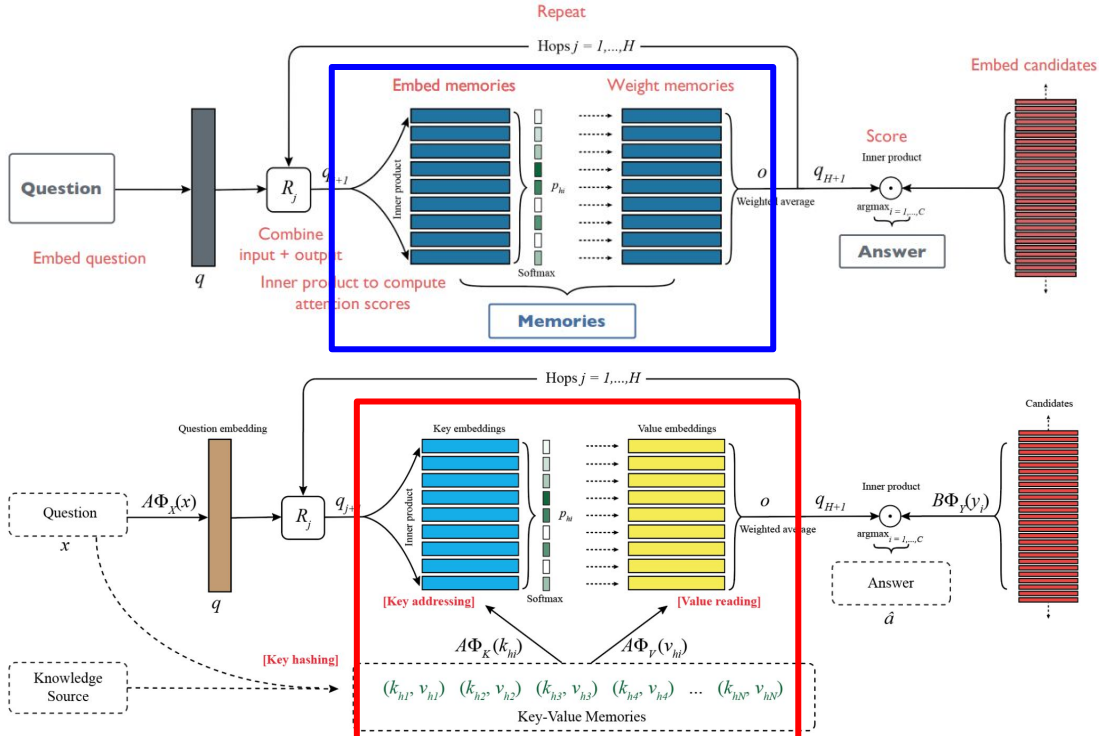 Repeat
Hops j = 1,...,H
Embed memories
Weight memories
Embed candidates
Score
Inner product
Question
R_j
q_{j+1}
Inner product
p_{hi}
o
q_{H+1}
Weighted average
argmax_{i = 1,...,C}
Answer
Embed question
q
Combine
input + output
Inner product to compute
attention scores
Softmax
Memories
Hops j = 1,...,H
Question embedding
Key embeddings
Value embeddings
Candidates
Question
x
AΦ_X(x)
q
R_j
q_{j+1}
Inner product
p_{hi}
o
q_{H+1}
Weighted average
Inner product
argmax_{i = 1,...,C}
BΦ_Y(y_i)
Answer
â
[Key addressing]
Softmax
[Value reading]
AΦ_K(k_{hi})
AΦ_V(v_{hi})
[Key hashing]
Knowledge
Source
(k_{h1}, v_{h1}) (k_{h2}, v_{h2}) (k_{h3}, v_{h3}) (k_{h4}, v_{h4}) ... (k_{hN}, v_{hN})
Key-Value Memories